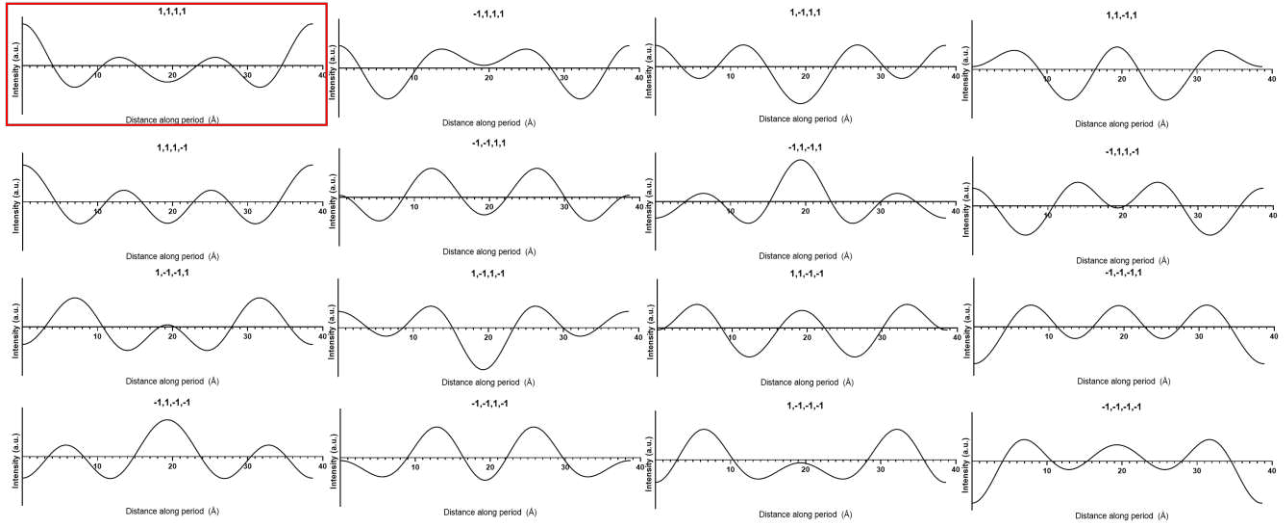 1,1,1,1
Intensity (a.u.)
10 20 30 40
Distance along period (Å)
-1,1,1,1
Intensity (a.u.)
10 20 30 40
Distance along period (Å)
1,-1,1,1
Intensity (a.u.)
10 20 30 40
Distance along period (Å)
1,1,-1,1
Intensity (a.u.)
10 20 30 40
Distance along period (Å)
1,1,1,-1
Intensity (a.u.)
10 20 30 40
Distance along period (Å)
-1,-1,1,1
Intensity (a.u.)
10 20 30 40
Distance along period (Å)
-1,1,-1,1
Intensity (a.u.)
10 20 30 40
Distance along period (Å)
-1,1,1,-1
Intensity (a.u.)
10 20 30 40
Distance along period (Å)
1,-1,-1,1
Intensity (a.u.)
10 20 30 40
Distance along period (Å)
1,-1,1,-1
Intensity (a.u.)
10 20 30 40
Distance along period (Å)
1,1,-1,-1
Intensity (a.u.)
10 20 30 40
Distance along period (Å)
-1,-1,-1,1
Intensity (a.u.)
10 20 30 40
Distance along period (Å)
-1,1,-1,-1
Intensity (a.u.)
10 20 30 40
Distance along period (Å)
-1,-1,1,-1
Intensity (a.u.)
10 20 30 40
Distance along period (Å)
1,-1,-1,-1
Intensity (a.u.)
10 20 30 40
Distance along period (Å)
-1,-1,-1,-1
Intensity (a.u.)
10 20 30 40
Distance along period (Å)